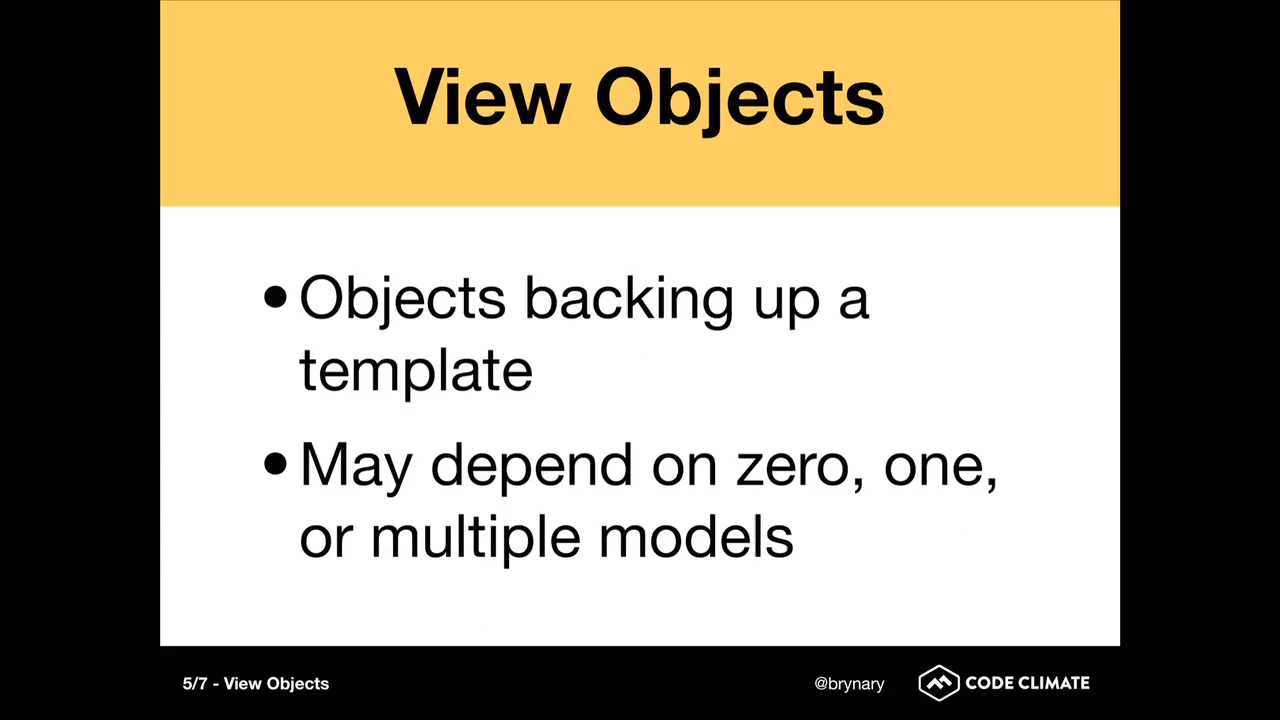 View Objects
• Objects backing up a
template
• May depend on zero, one,
or multiple models
5/7 - View Objects
@brynary
CODE CLIMATE